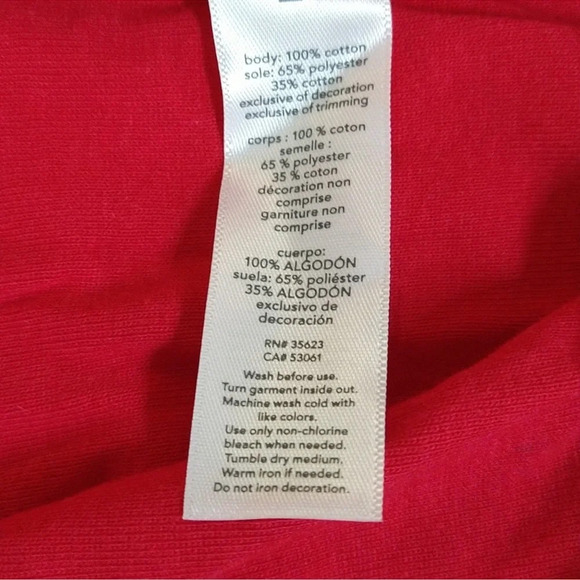 body: 100% cotton
sole: 65% polyester
35% cotton
exclusive of decoration
exclusive of trimming
corps : 100 % coton
semelle :
65 % polyester
35 % coton
décoration non
comprise
garniture non
comprise
cuerpo:
100% ALGODÓN
suela: 65% poliéster
35% ALGODÓN
exclusivo de
decoración
RN# 35623
CA# 53061
Wash before use.
Turn garment inside out.
Machine wash cold with
like colors.
Use only non-chlorine
bleach when needed.
Tumble dry medium.
Warm iron if needed.
Do not iron decoration.